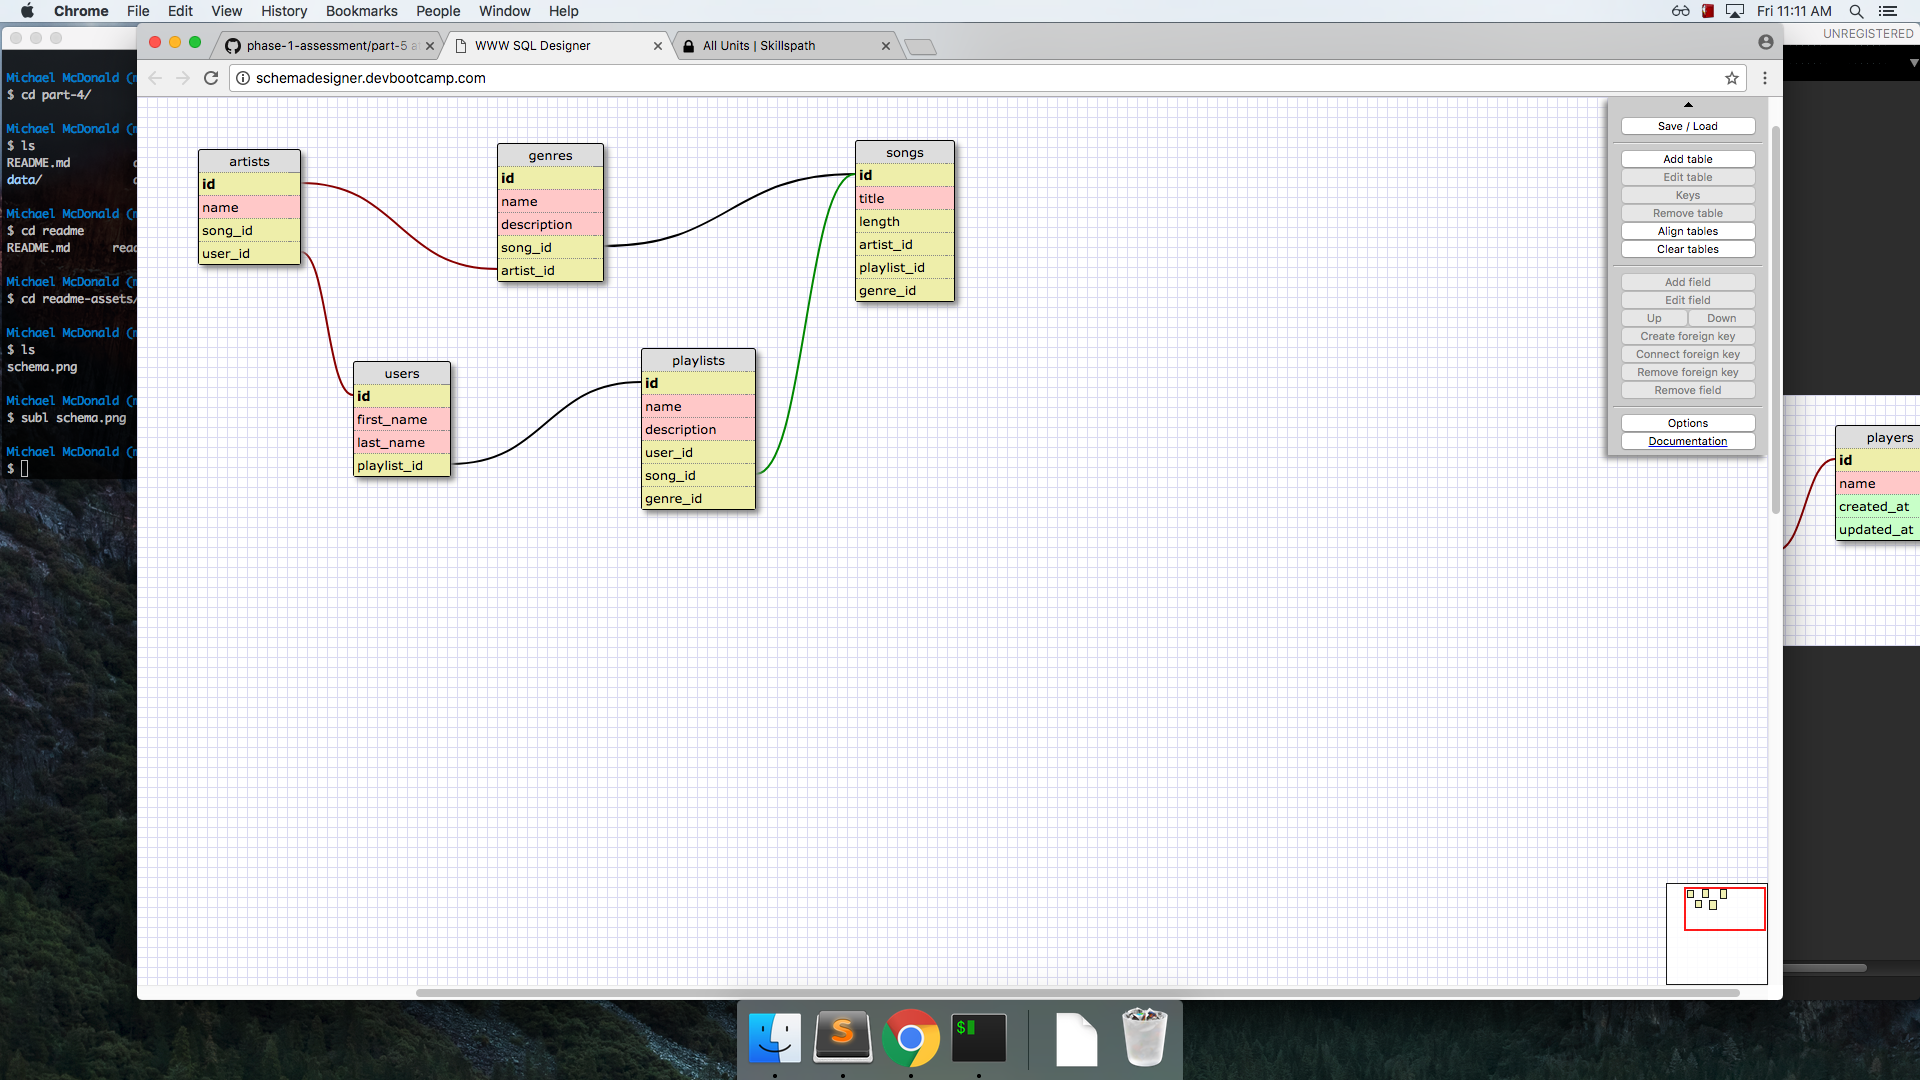 Chrome File Edit View History Bookmarks People Window Help
Fri 11:11 AM
UNREGISTERED
phase-1-assessment/part-5 a
WWW SQL Designer
All Units | Skillspath
schemadesigner.devbootcamp.com
Michael McDonald (
$ cd part-4/
Michael McDonald (
$ ls
README.md
data/
Michael McDonald (
$ cd readme
README.md read
Michael McDonald (
$ cd readme-assets/
Michael McDonald (
$ ls
schema.png
Michael McDonald (
$ subl schema.png
Michael McDonald (
$
artists
id
name
song_id
user_id
genres
id
name
description
song_id
artist_id
songs
id
title
length
artist_id
playlist_id
genre_id
users
id
first_name
last_name
playlist_id
playlists
id
name
description
user_id
song_id
genre_id
Save / Load
Add table
Edit table
Keys
Remove table
Align tables
Clear tables
Add field
Edit field
Up Down
Create foreign key
Connect foreign key
Remove foreign key
Remove field
Options
Documentation
players
id
name
created_at
updated_at
S
$